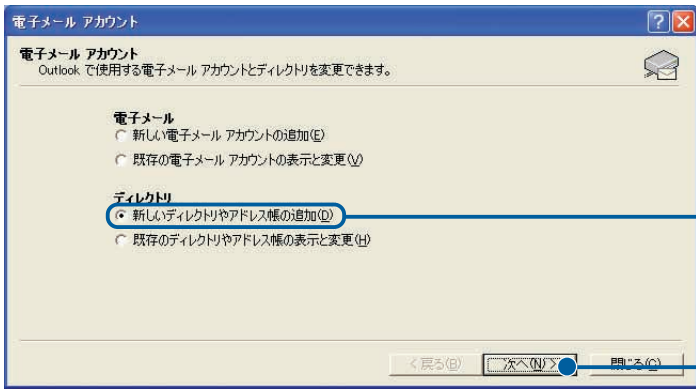 電子メール アカウント
電子メール アカウント
Outlook で使用する電子メール アカウントとディレクトリを変更できます。
電子メール
新しい電子メール アカウントの追加(E)
既存の電子メール アカウントの表示と変更(V)
ディレクトリ
新しいディレクトリやアドレス帳の追加(D)
既存のディレクトリやアドレス帳の表示と変更(H)
< 戻る(B) 次へ(N) > 閉じる(C)